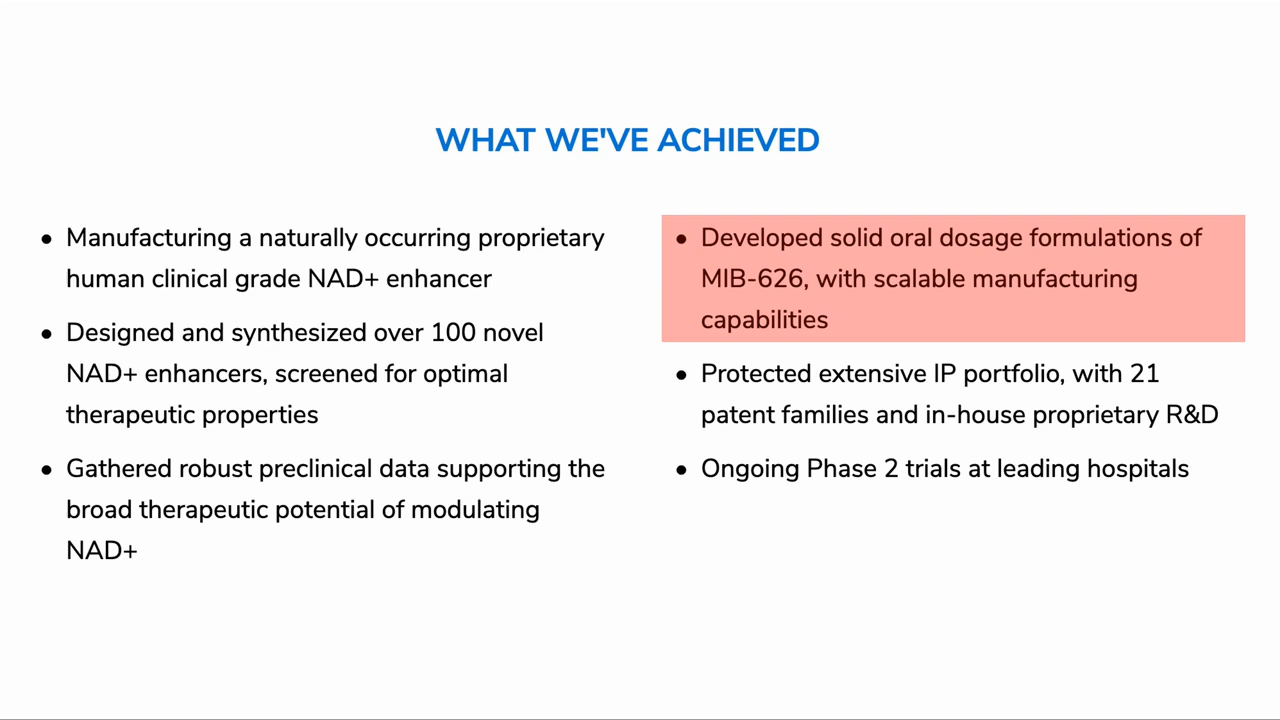 WHAT WE'VE ACHIEVED
• Manufacturing a naturally occurring proprietary
human clinical grade NAD+ enhancer
• Designed and synthesized over 100 novel
NAD+ enhancers, screened for optimal
therapeutic properties
• Gathered robust preclinical data supporting the
broad therapeutic potential of modulating
NAD+
• Developed solid oral dosage formulations of
MIB-626, with scalable manufacturing
capabilities
• Protected extensive IP portfolio, with 21
patent families and in-house proprietary R&D
• Ongoing Phase 2 trials at leading hospitals